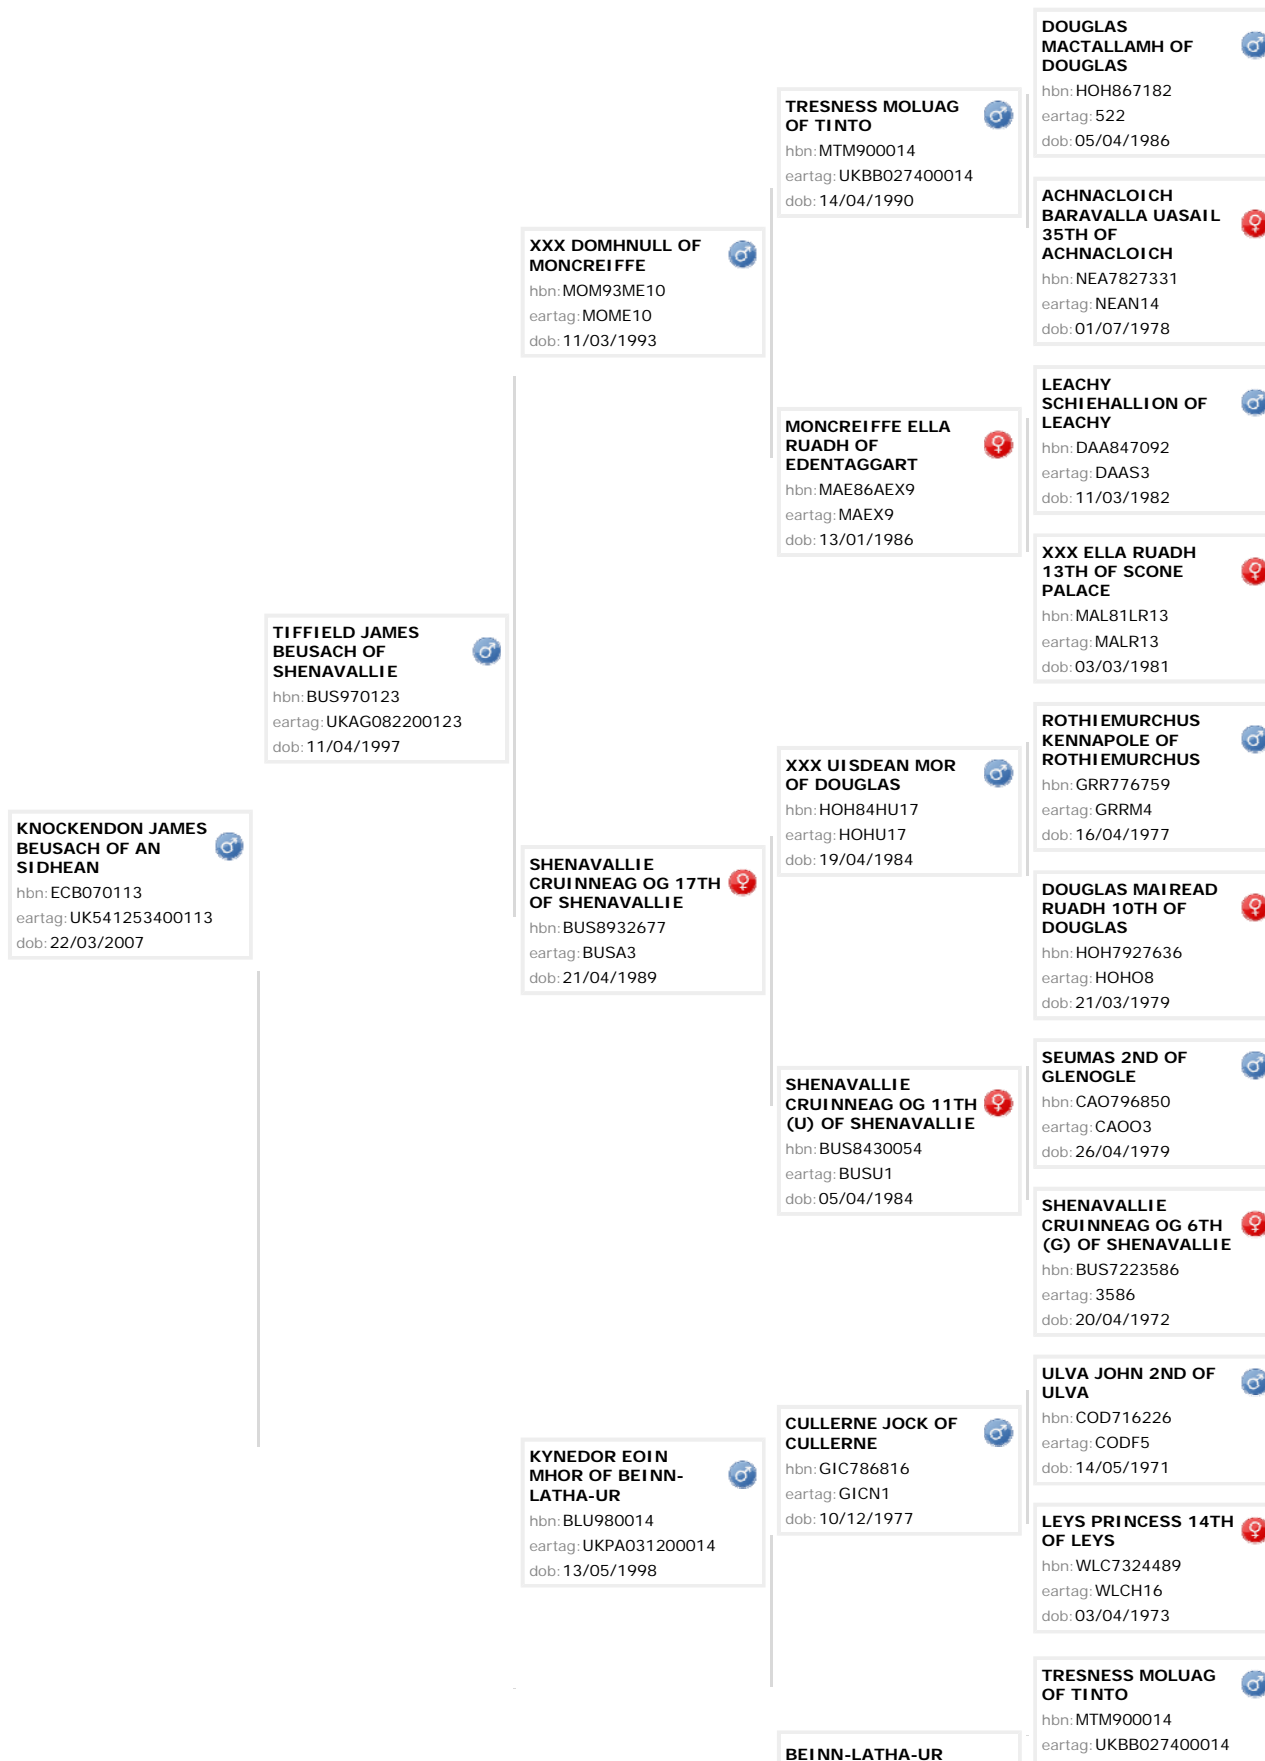 KNOCKENDON JAMES
BEUSACH OF AN
SIDHEAN
hbn: ECB070113
eartag: UK541253400113
dob: 22/03/2007
TIFFIELD JAMES
BEUSACH OF
SHENAVALLIE
hbn: BUS970123
eartag: UKAG082200123
dob: 11/04/1997
XXX DOMHNULL OF
MONCREIFFE
hbn: MOM93ME10
eartag: MOME10
dob: 11/03/1993
SHENAVALLIE
CRUINNEAG OG 17TH
OF SHENAVALLIE
hbn: BUS8932677
eartag: BUSA3
dob: 21/04/1989
KYNEDOR EOIN
MHOR OF BEINN-
LATHA-UR
hbn: BLU980014
eartag: UKPA031200014
dob: 13/05/1998
TRESNESS MOLUAG
OF TINTO
hbn: MTM900014
eartag: UKBB027400014
dob: 14/04/1990
MONCREIFFE ELLA
RUADH OF
EDENTAGGART
hbn: MAE86AEX9
eartag: MAEX9
dob: 13/01/1986
XXX UISDEAN MOR
OF DOUGLAS
hbn: HOH84HU17
eartag: HOHU17
dob: 19/04/1984
SHENAVALLIE
CRUINNEAG OG 11TH
(U) OF SHENAVALLIE
hbn: BUS8430054
eartag: BUSU1
dob: 05/04/1984
CULLERNE JOCK OF
CULLERNE
hbn: GIC786816
eartag: GICN1
dob: 10/12/1977
BEINN-LATHA-UR
DOUGLAS
MACTALLAMH OF
DOUGLAS
hbn: HOH867182
eartag: 522
dob: 05/04/1986
ACHNACLOICH
BARAVALLA UASAIL
35TH OF
ACHNACLOICH
hbn: NEA7827331
eartag: NEAN14
dob: 01/07/1978
LEACHY
SCHIEHALLION OF
LEACHY
hbn: DAA847092
eartag: DAAS3
dob: 11/03/1982
XXX ELLA RUADH
13TH OF SCONE
PALACE
hbn: MAL81LR13
eartag: MALR13
dob: 03/03/1981
ROTHIEMURCHUS
KENNAPOLE OF
ROTHIEMURCHUS
hbn: GRR776759
eartag: GRRM4
dob: 16/04/1977
DOUGLAS MAIREAD
RUADH 10TH OF
DOUGLAS
hbn: HOH7927636
eartag: HOHO8
dob: 21/03/1979
SEUMAS 2ND OF
GLENOGLE
hbn: CAO796850
eartag: CAOO3
dob: 26/04/1979
SHENAVALLIE
CRUINNEAG OG 6TH
(G) OF SHENAVALLIE
hbn: BUS7223586
eartag: 3586
dob: 20/04/1972
ULVA JOHN 2ND OF
ULVA
hbn: COD716226
eartag: CODF5
dob: 14/05/1971
LEYS PRINCESS 14TH
OF LEYS
hbn: WLC7324489
eartag: WLCH16
dob: 03/04/1973
TRESNESS MOLUAG
OF TINTO
hbn: MTM900014
eartag: UKBB027400014